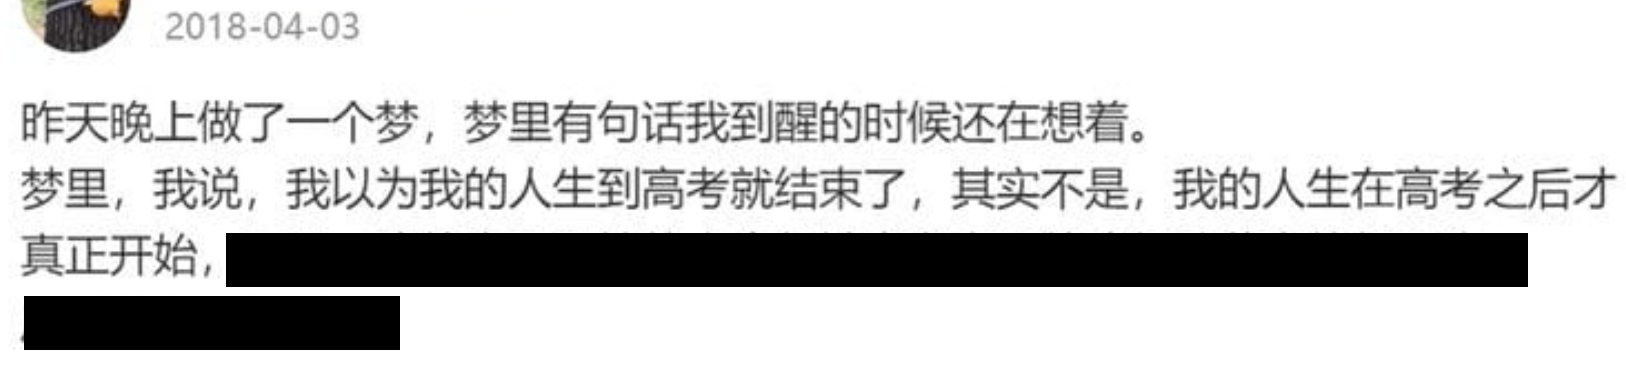 2018-04-03
昨天晚上做了一个梦，梦里有句话我到醒的时候还在想着。
梦里，我说，我以为我的人生到高考就结束了，其实不是，我的人生在高考之后才
真正开始，